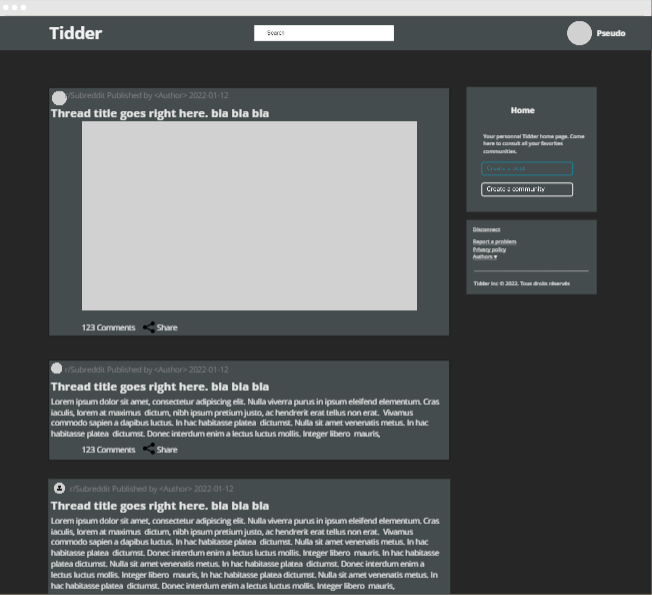 Tidder
Search
Pseudo
r/Subreddit Published by <Author> 2022-01-12
Thread title goes right here. bla bla bla
123 Comments Share
Home
Your personnal Tidder home page. Come
here to consult all your favorites
communities.
Create a post
Create a community
Disconnect
Report a problem
Privacy policy
Authors ♥
Tidder Inc © 2022. Tous droits réservés
r/Subreddit Published by <Author> 2022-01-12
Thread title goes right here. bla bla bla
Lorem ipsum dolor sit amet, consectetur adipiscing elit. Nulla viverra purus in ipsum eleifend elementum. Cras
iaculis, lorem at maximus dictum, nibh ipsum pretium justo, ac hendrerit erat tellus non erat. Vivamus
commodo sapien a dapibus luctus. In hac habitasse platea dictumst. Nulla sit amet venenatis metus. In hac
habitasse platea dictumst. Donec interdum enim a lectus luctus mollis. Integer libero mauris,
123 Comments Share
r/Subreddit Published by <Author> 2022-01-12
Thread title goes right here. bla bla bla
Lorem ipsum dolor sit amet, consectetur adipiscing elit. Nulla viverra purus in ipsum eleifend elementum. Cras
iaculis, lorem at maximus dictum, nibh ipsum pretium justo, ac hendrerit erat tellus non erat. Vivamus
commodo sapien a dapibus luctus. In hac habitasse platea dictumst. Nulla sit amet venenatis metus. In hac
habitasse platea dictumst. Donec interdum enim a lectus luctus mollis. Integer libero mauris, In hac habitasse
platea dictumst. Nulla sit amet venenatis metus. In hac habitasse platea dictumst. Donec interdum enim a
lectus luctus mollis. Integer libero mauris, In hac habitasse platea dictumst. Nulla sit amet venenatis metus. In
hac habitasse platea dictumst. Donec interdum enim a lectus luctus mollis. Integer libero mauris,